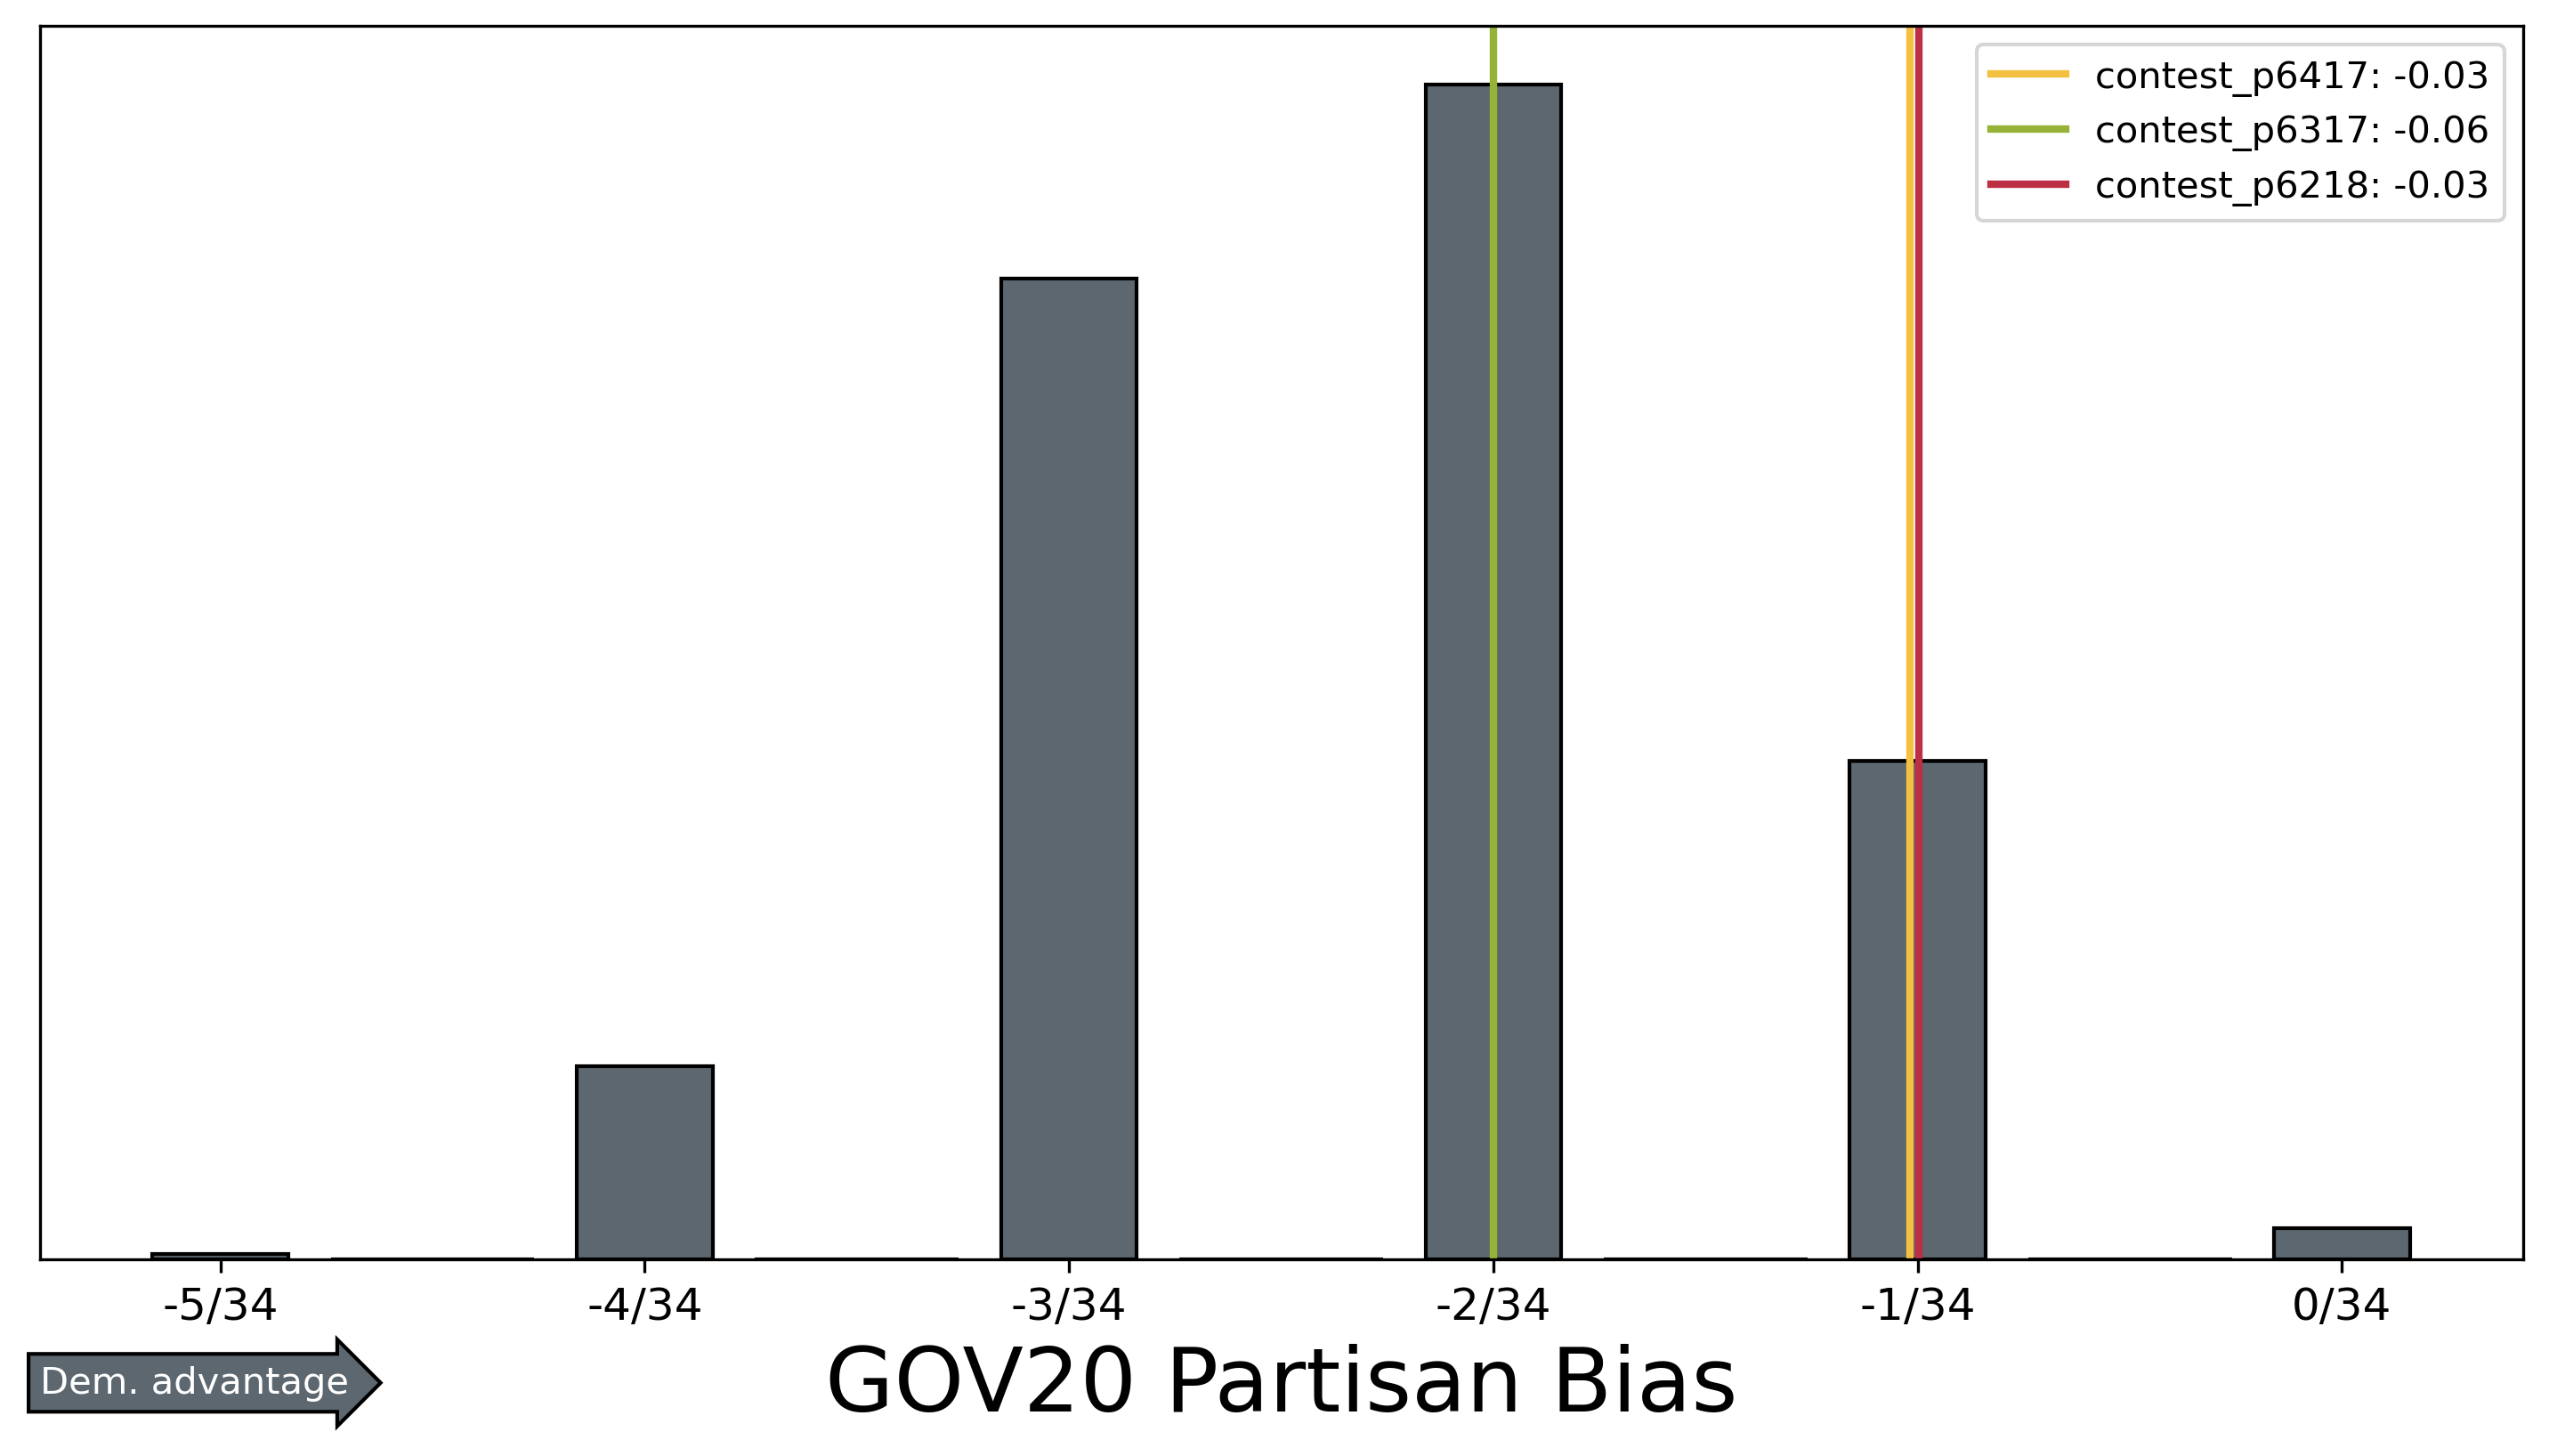 contest_p6417: -0.03
contest_p6317: -0.06
contest_p6218: -0.03
-5/34 -4/34 -3/34 -2/34 -1/34 0/34
Dem. advantage
GOV20 Partisan Bias